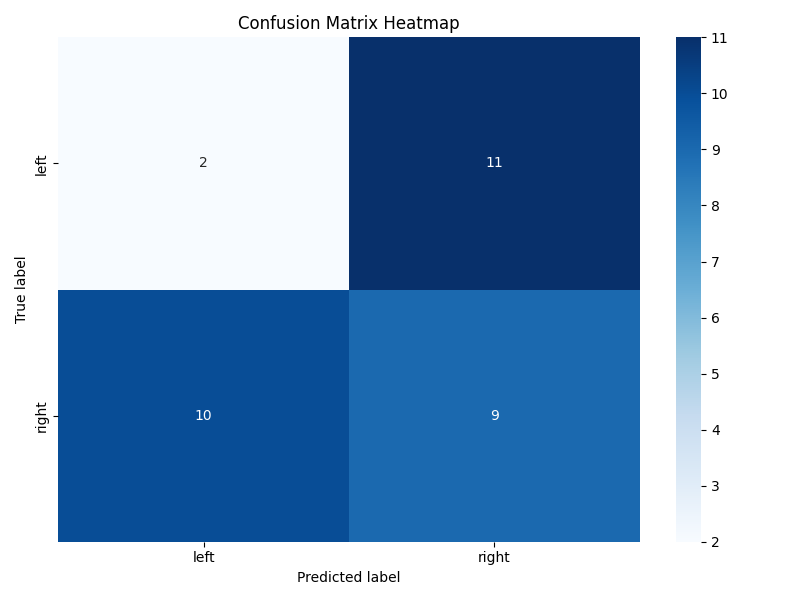 Confusion Matrix Heatmap
True label
left
2
11
right
10
9
left
right
Predicted label
11
10
9
8
7
6
5
4
3
2